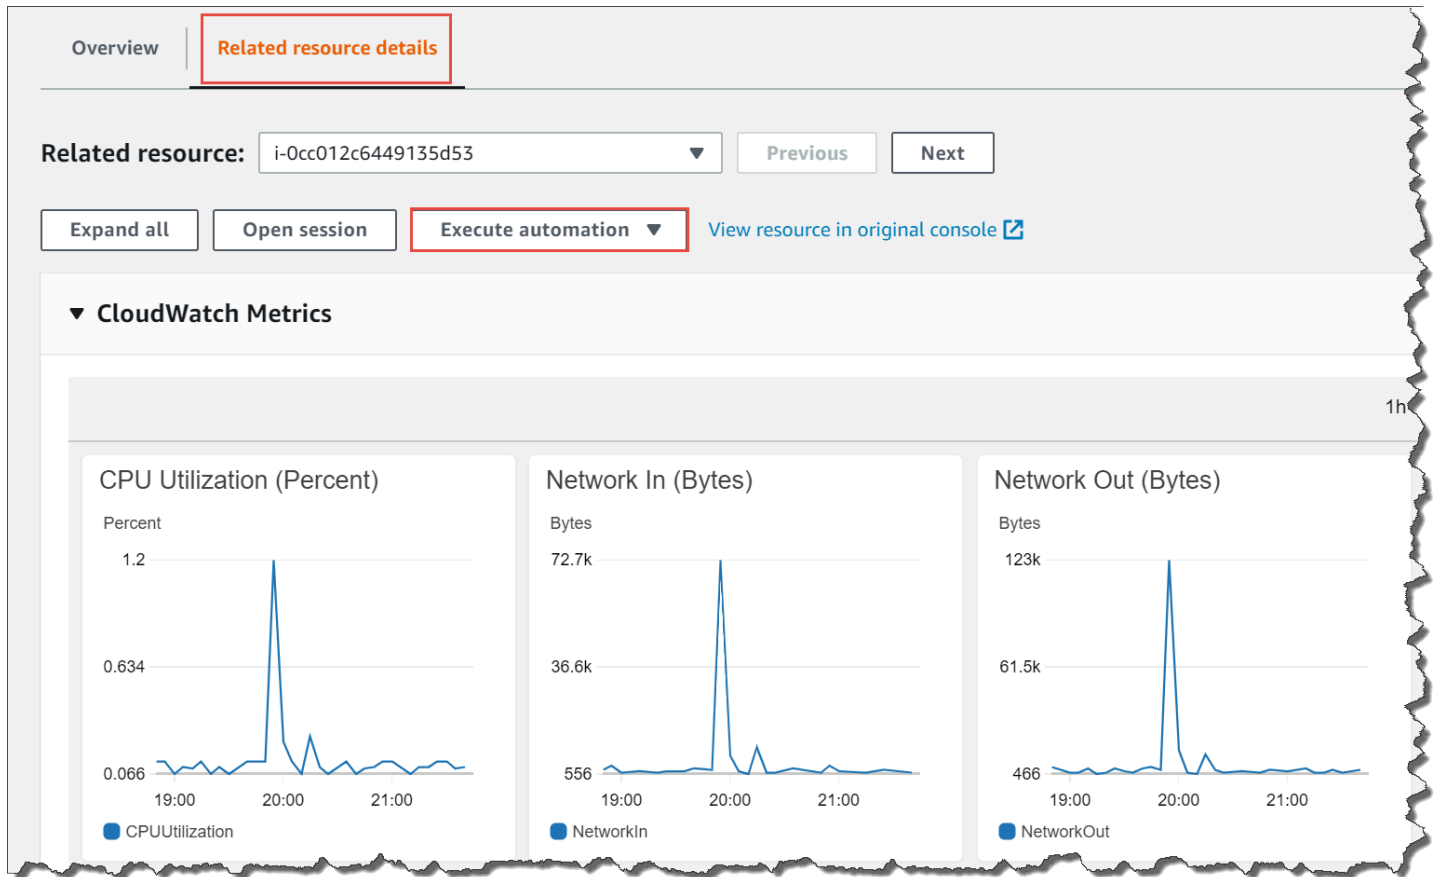 Overview
Related resource details
Related resource: i-0cc012c6449135d53 Previous Next
Expand all Open session Execute automation View resource in original console
CloudWatch Metrics
1h
CPU Utilization (Percent)
Percent
1.2
0.634
0.066
19:00 20:00 21:00
CPUUtilization
Network In (Bytes)
Bytes
72.7k
36.6k
556
19:00 20:00 21:00
NetworkIn
Network Out (Bytes)
Bytes
123k
61.5k
466
19:00 20:00 21:00
NetworkOut